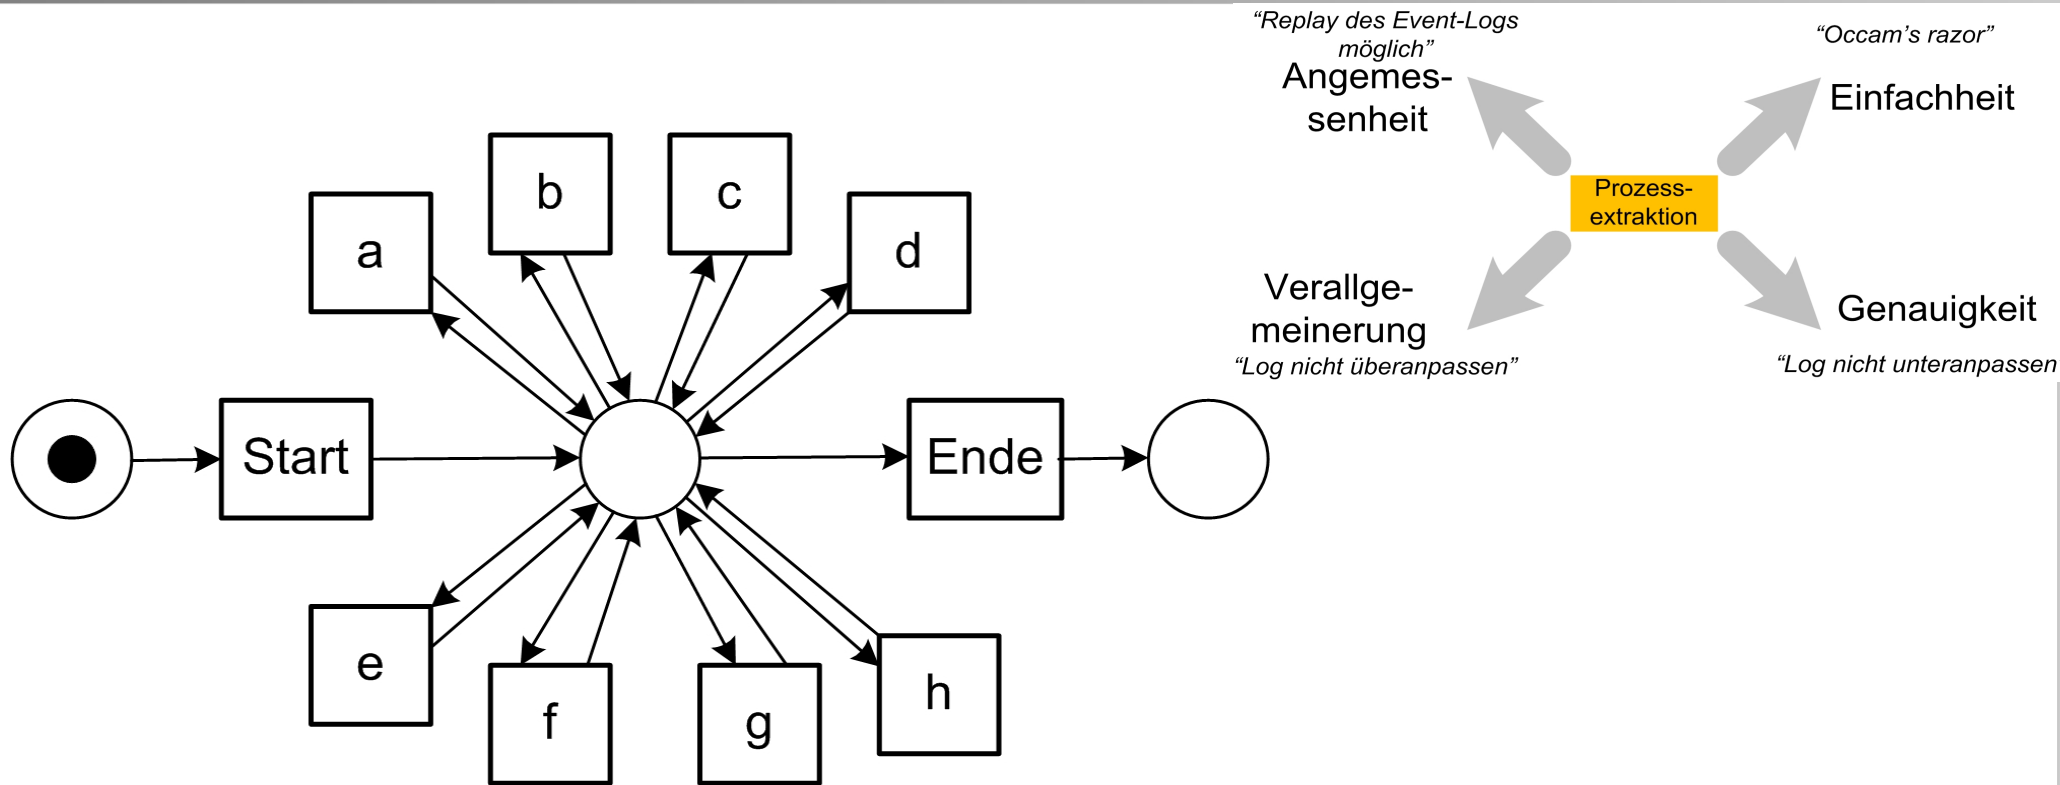 “Replay des Event-Logs
möglich”
Angemes-
senheit
“Occam’s razor”
Einfachheit
Prozess-
extraktion
Verallge-
meinerung
“Log nicht überanpassen”
Genauigkeit
“Log nicht unteranpassen
a
b
c
d
Start
Ende
e
f
g
h